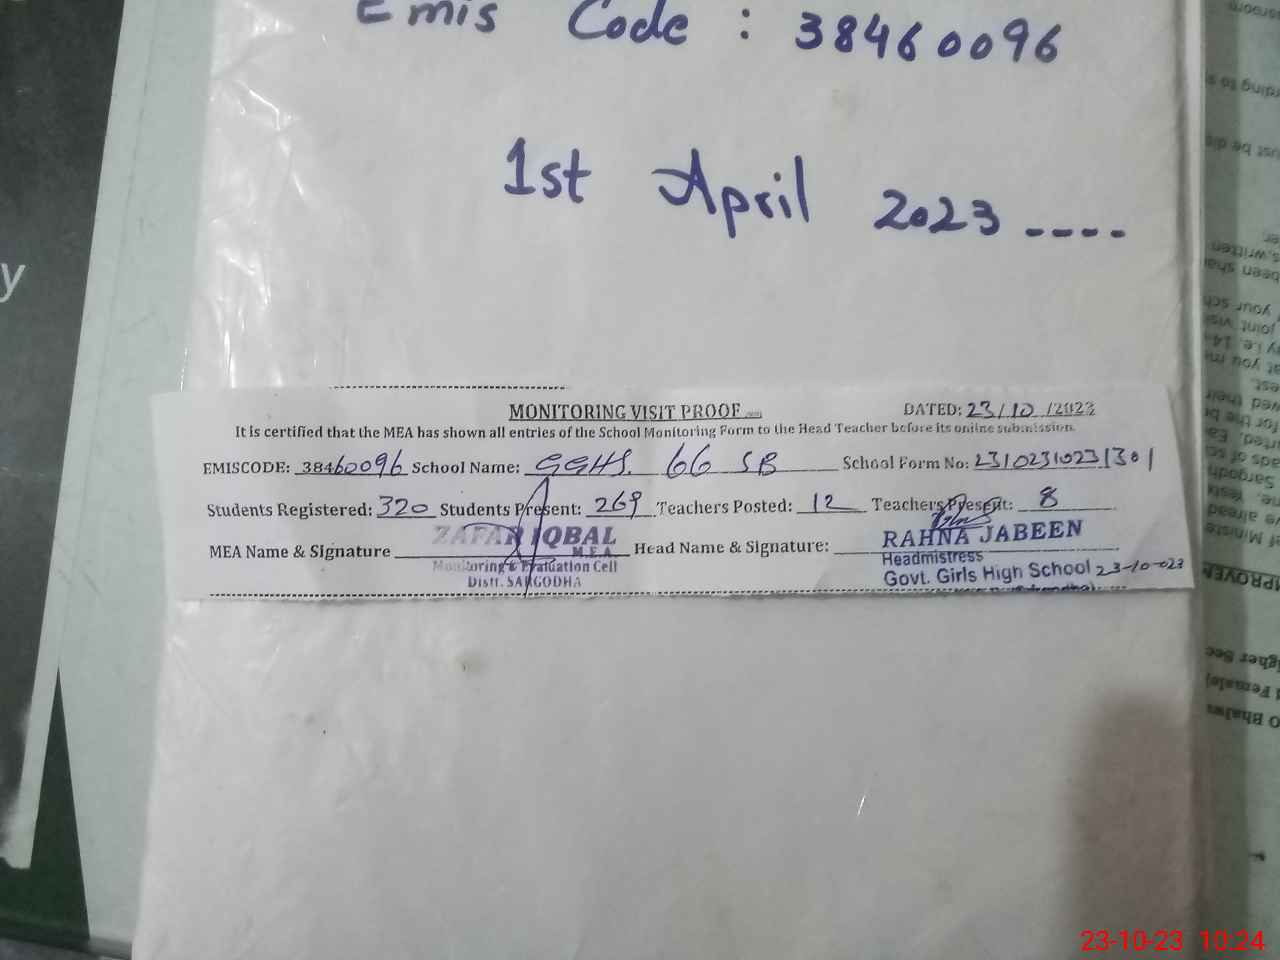 Emis Code : 38460096
1st April 2023 ----
MONITORING VISIT PROOF
DATED: 23/10/2023
It is certified that the MEA has shown all entries of the School Monitoring Form to the Head Teacher before its online submission.
EMISCODE: 38460096 School Name: GGHS. 66 SB School Form No: 23102310231301
Students Registered: 320 Students Present: 269 Teachers Posted: 12 Teachers Present: 8
MEA Name & Signature ZAFAR IQBAL Head Name & Signature: RAHNA JABEEN
M.E.A
Monitoring & Evaluation Cell
Distt. SARGODHA
Headmistress
Govt. Girls High School 23-10-023
y
23-10-23 10:24